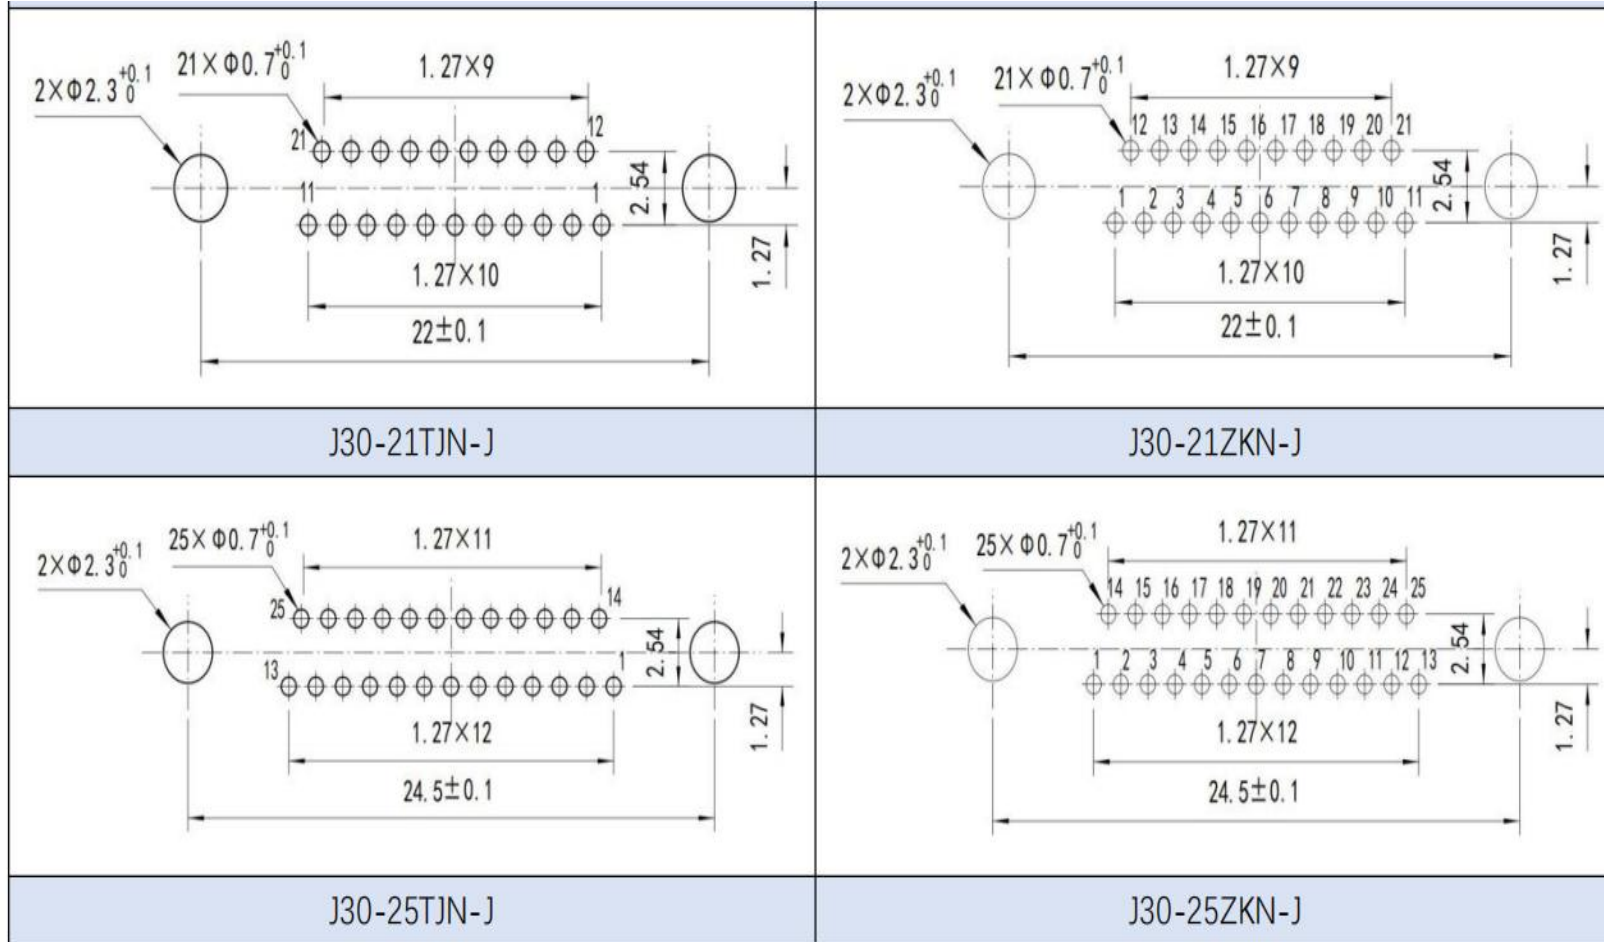 2×Φ2.3 +0.1 0
21×Φ0.7 +0.1 0
1.27×9
21
12
11
1
2.54
1.27
1.27×10
22±0.1
2×Φ2.3 +0.1 0
21×Φ0.7 +0.1 0
1.27×9
12 13 14 15 16 17 18 19 20 21
1 2 3 4 5 6 7 8 9 10 11
2.54
1.27
1.27×10
22±0.1
J30-21TJN-J
J30-21ZKN-J
2×Φ2.3 +0.1 0
25×Φ0.7 +0.1 0
1.27×11
25
14
13
1
2.54
1.27
1.27×12
24.5±0.1
2×Φ2.3 +0.1 0
25×Φ0.7 +0.1 0
1.27×11
14 15 16 17 18 19 20 21 22 23 24 25
1 2 3 4 5 6 7 8 9 10 11 12 13
2.54
1.27
1.27×12
24.5±0.1
J30-25TJN-J
J30-25ZKN-J